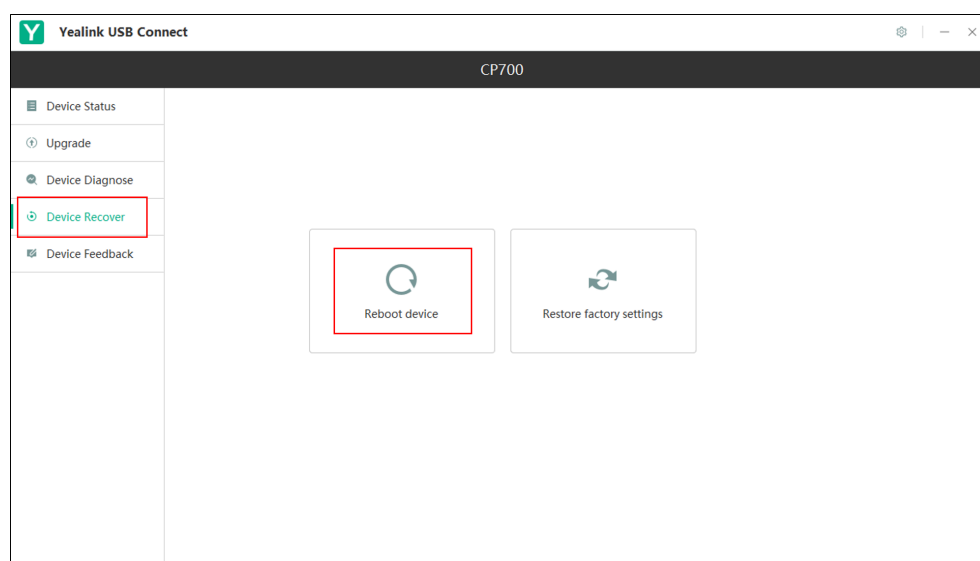 Y Yealink USB Connect
CP700
Device Status
Upgrade
Device Diagnose
Device Recover
Device Feedback
Reboot device
Restore factory settings